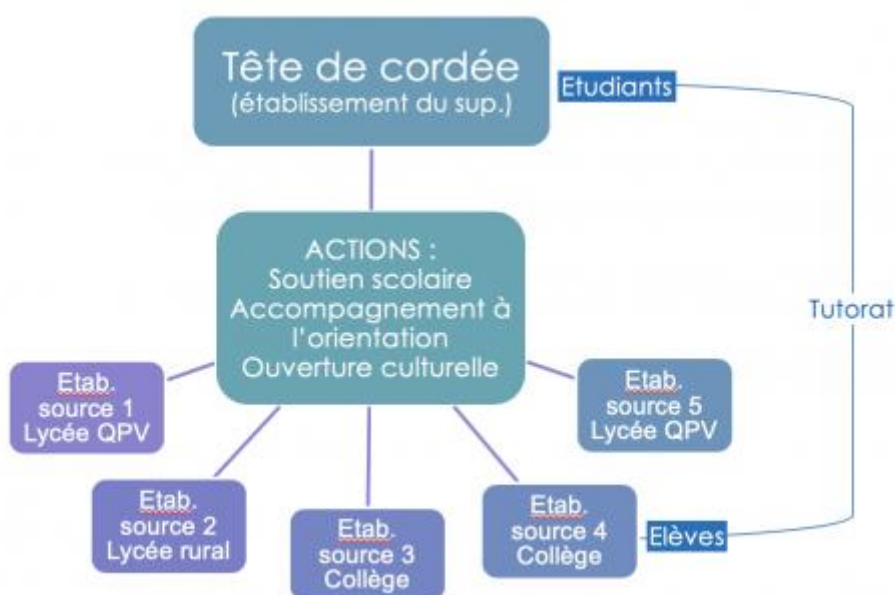 Tête de cordée
(établissement du sup.)
Etudiants
ACTIONS :
Soutien scolaire
Accompagnement à
l'orientation
Ouverture culturelle
Tutorat
Etab.
source 1
Lycée QPV
Etab.
source 2
Lycée rural
Etab.
source 3
Collège
Etab.
source 4
Collège
Etab.
source 5
Lycée QPV
Elèves